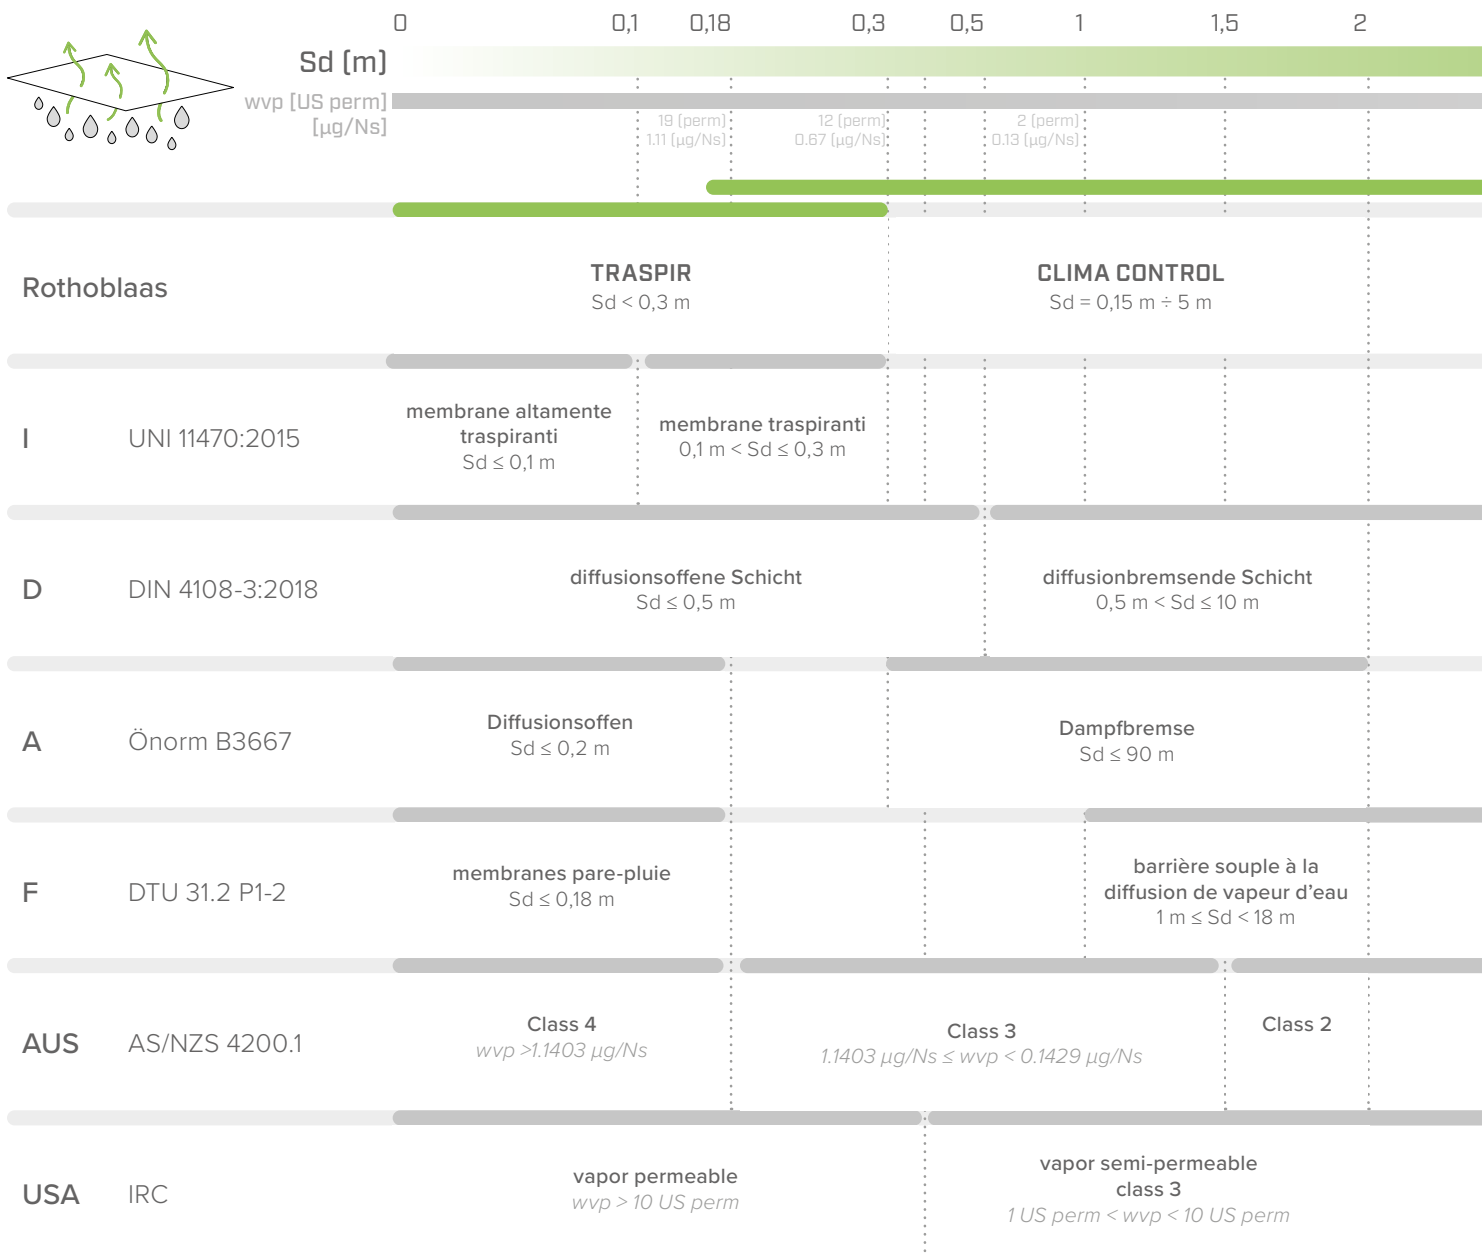 0 0,1 0,18 0,3 0,5 1 1,5 2
Sd (m)
wvp [US perm]
[µg/Ns]
19 (perm) 12 (perm) 2 (perm)
1.11 (µg/Ns) 0.67 (µg/Ns) 0.13 (µg/Ns)
Rothoblaas
TRASPIR
Sd < 0,3 m
CLIMA CONTROL
Sd = 0,15 m ÷ 5 m
I UNI 11470:2015
membrane altamente
traspiranti
Sd ≤ 0,1 m
membrane traspiranti
0,1 m < Sd ≤ 0,3 m
D DIN 4108-3:2018
diffusionsoffene Schicht
Sd ≤ 0,5 m
diffusionbremsende Schicht
0,5 m < Sd ≤ 10 m
A Önorm B3667
Diffusionsoffen
Sd ≤ 0,2 m
Dampfbremse
Sd ≤ 90 m
F DTU 31.2 P1-2
membranes pare-pluie
Sd ≤ 0,18 m
barrière souple à la
diffusion de vapeur d’eau
1 m ≤ Sd < 18 m
AUS AS/NZS 4200.1
Class 4
wvp >1.1403 µg/Ns
Class 3
1.1403 µg/Ns ≤ wvp < 0.1429 µg/Ns
Class 2
USA IRC
vapor permeable
wvp > 10 US perm
vapor semi-permeable
class 3
1 US perm < wvp < 10 US perm